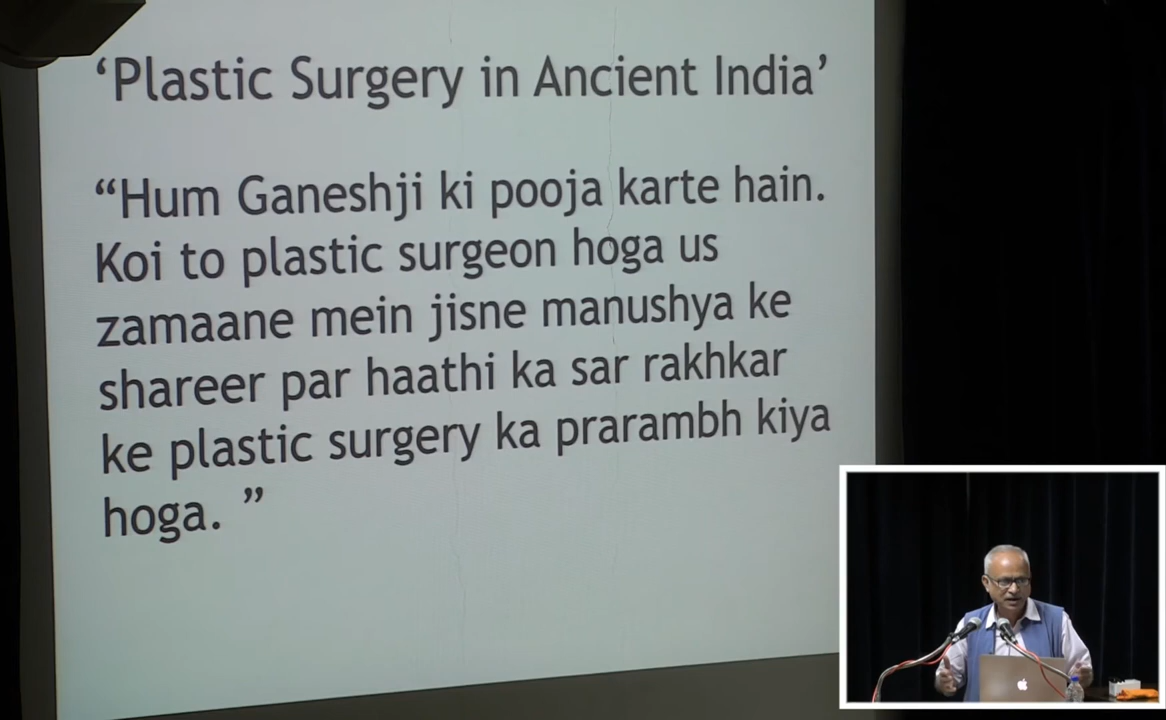 ‘Plastic Surgery in Ancient India’
“Hum Ganeshji ki pooja karte hain.
Koi to plastic surgeon hoga us
zamaane mein jisne manushya ke
shareer par haathi ka sar rakhkar
ke plastic surgery ka prarambh kiya
hoga. ”